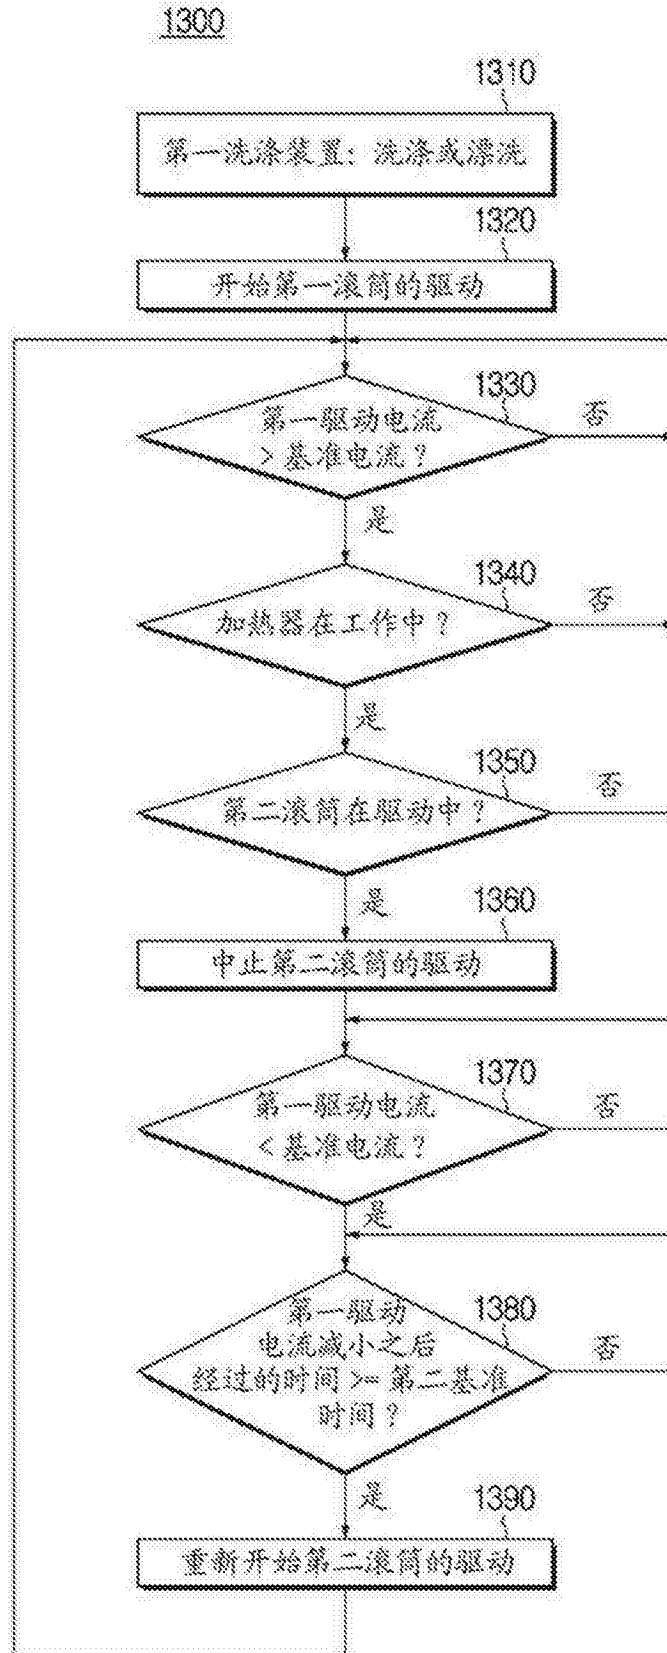 1300
1310
第一洗涤装置：洗涤或漂洗
1320
开始第一滚筒的驱动
1330
第一驱动电流
> 基准电流？
否
是
1340
加热器在工作中？
否
是
1350
第二滚筒在驱动中？
否
是
1360
中止第二滚筒的驱动
1370
第一驱动电流
< 基准电流？
否
是
1380
第一驱动
电流减小之后
经过的时间 >= 第二基准
时间？
否
是
1390
重新开始第二滚筒的驱动